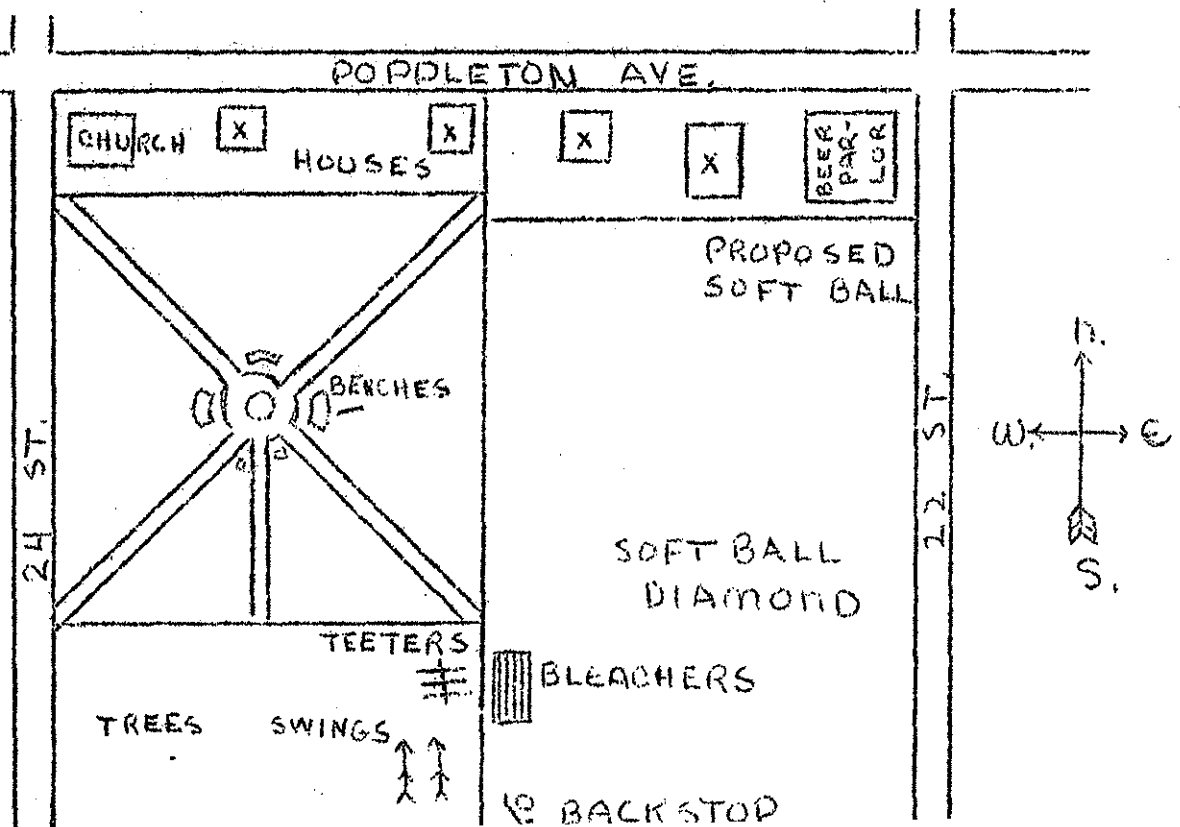 POPPLETON AVE.
CHURCH
X
X
HOUSES
X
X
BEER
PAR-
LOR
PROPOSED
SOFT BALL
BENCHES
24 ST.
22 ST.
n.
W.
E
S.
SOFT BALL
DIAMOND
TEETERS
BLEACHERS
TREES
SWINGS
BACKSTOP